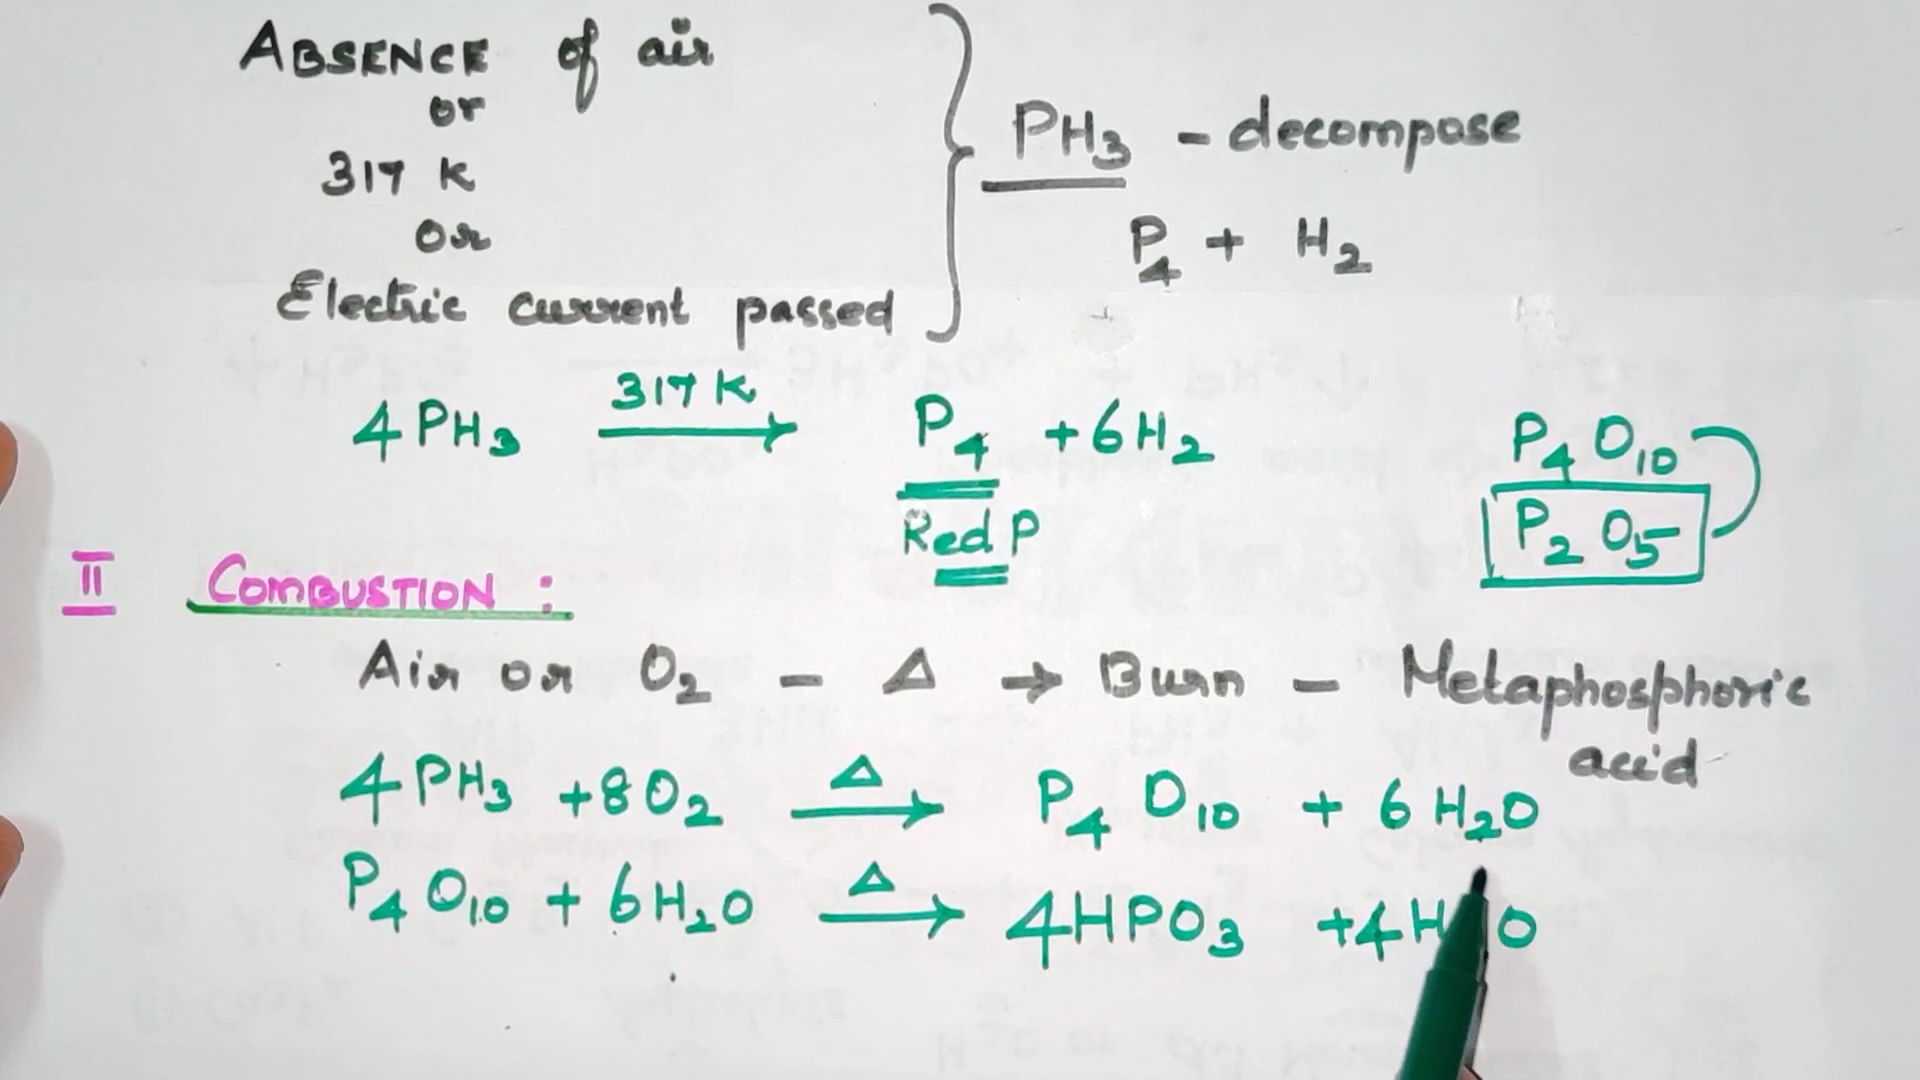 ABSENCE of air
or
317 K
or
Electric current passed
PH3 - decompose
P4 + H2
4PH3 317 K → P4 + 6H2
Red P
P4O10
P2O5
II COMBUSTION :
Air or O2 - Δ → Burn - Metaphosphoric acid
4PH3 + 8O2 Δ → P4O10 + 6H2O
P4O10 + 6H2O Δ → 4HPO3 + 4H O